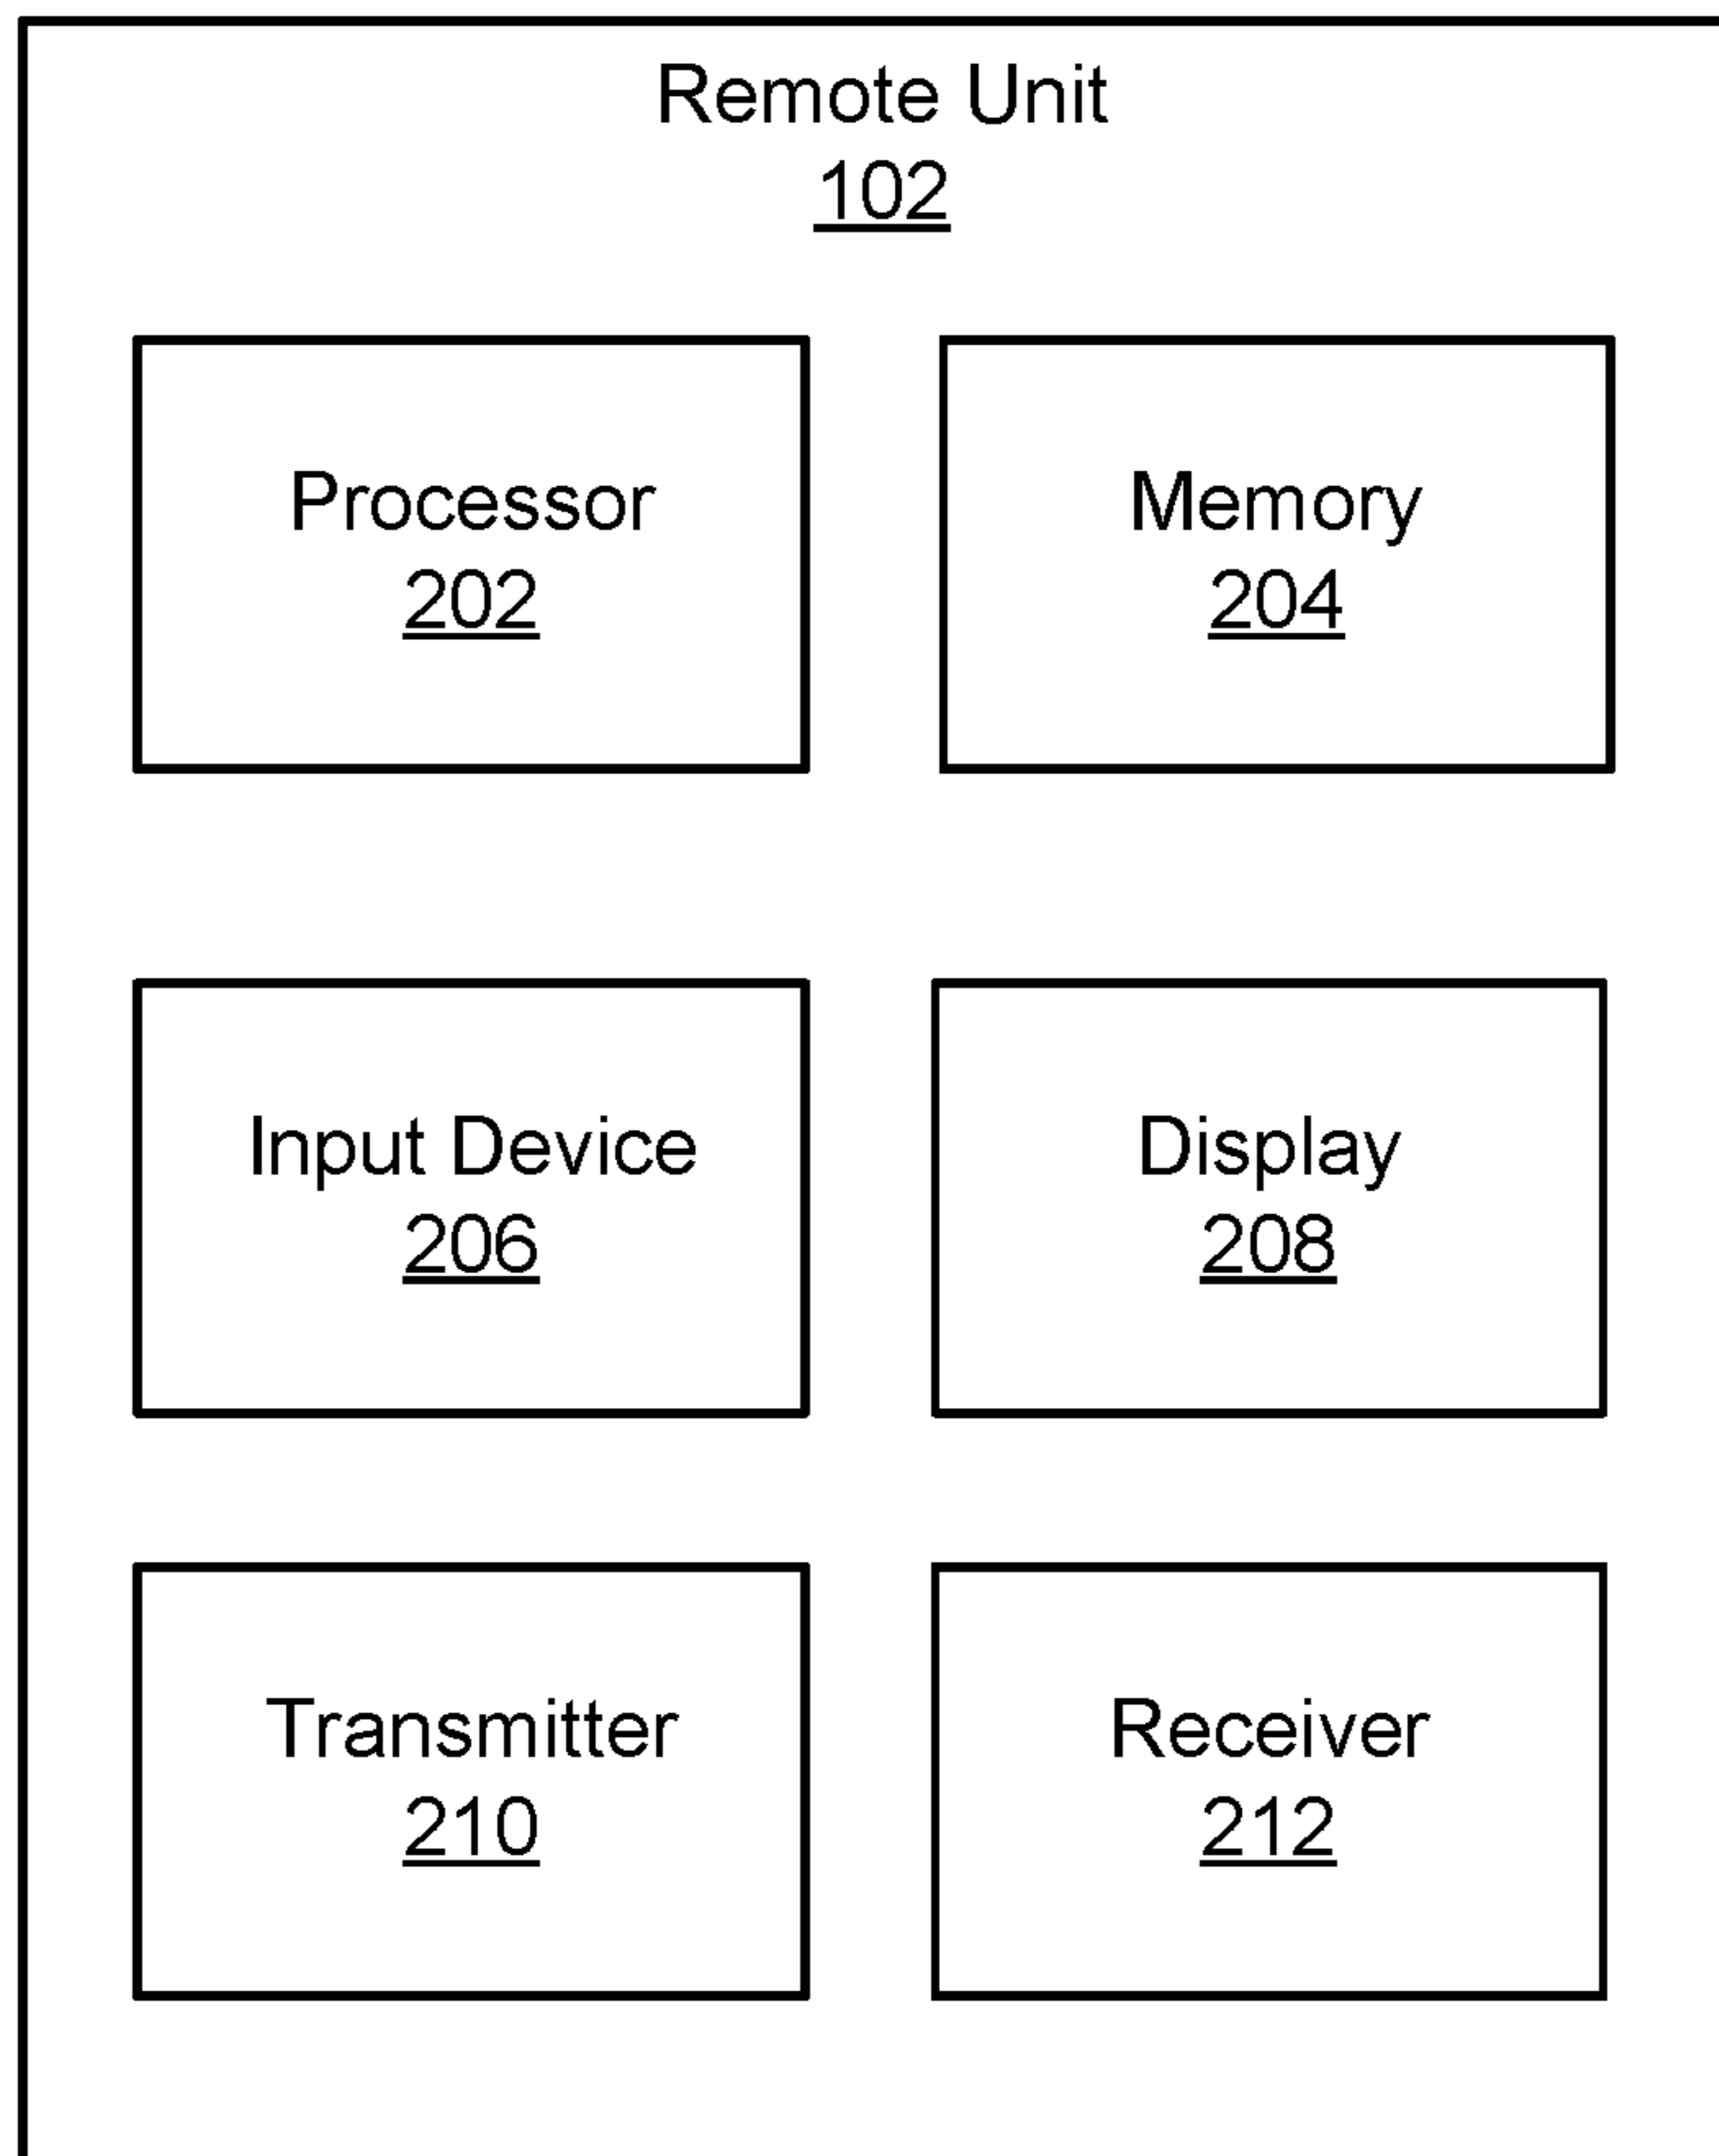 Remote Unit
102
Processor
202
Memory
204
Input Device
206
Display
208
Transmitter
210
Receiver
212